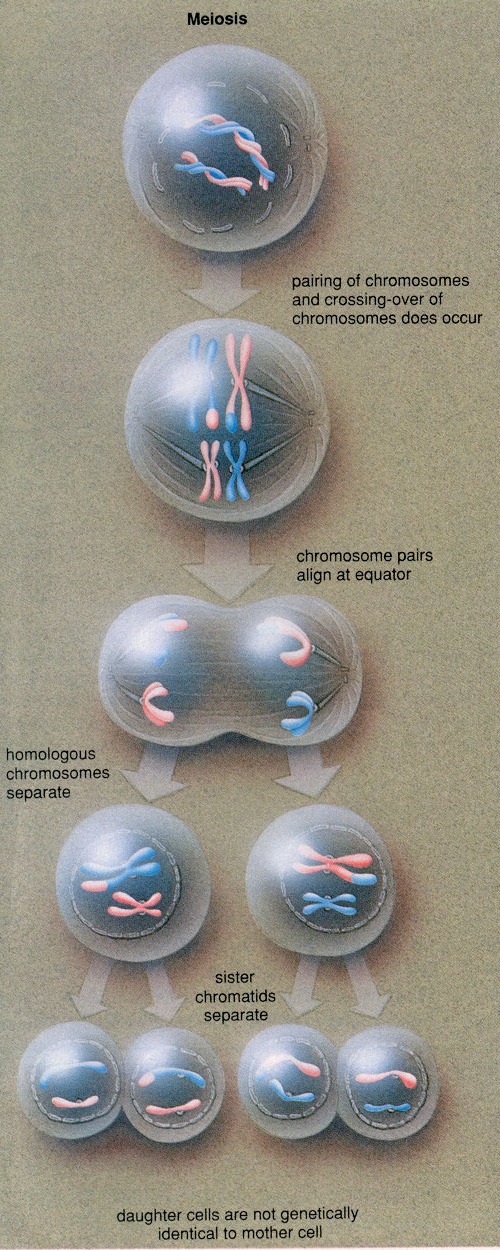 Meiosis
pairing of chromosomes
and crossing-over of
chromosomes does occur
chromosome pairs
align at equator
homologous
chromosomes
separate
sister
chromatids
separate
daughter cells are not genetically
identical to mother cell